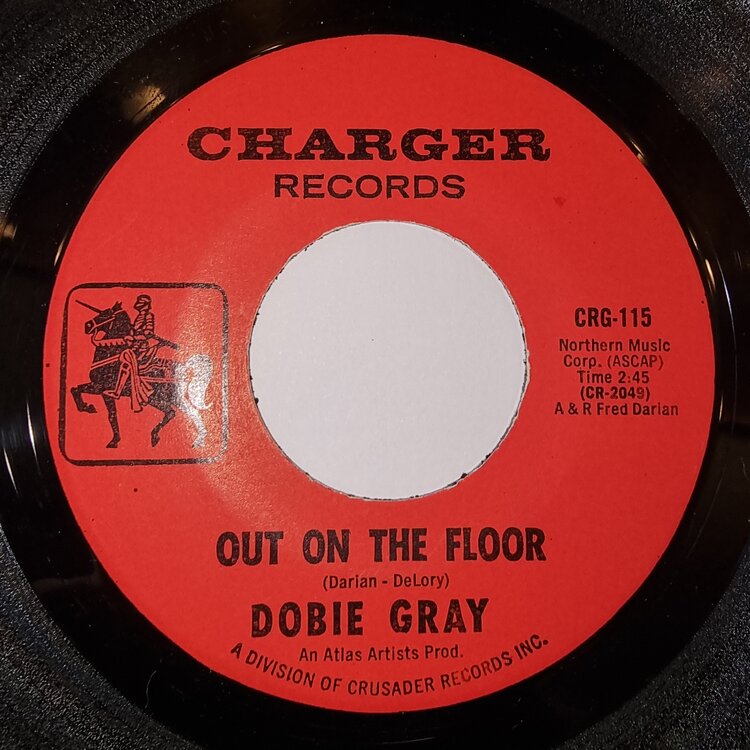 CHARGER
RECORDS
CRG-115
Northern Music
Corp. (ASCAP)
Time 2:45
(CR-2049)
A & R Fred Darian
OUT ON THE FLOOR
(Darian - DeLory)
DOBIE GRAY
An Atlas Artists Prod.
A DIVISION OF CRUSADER RECORDS INC.